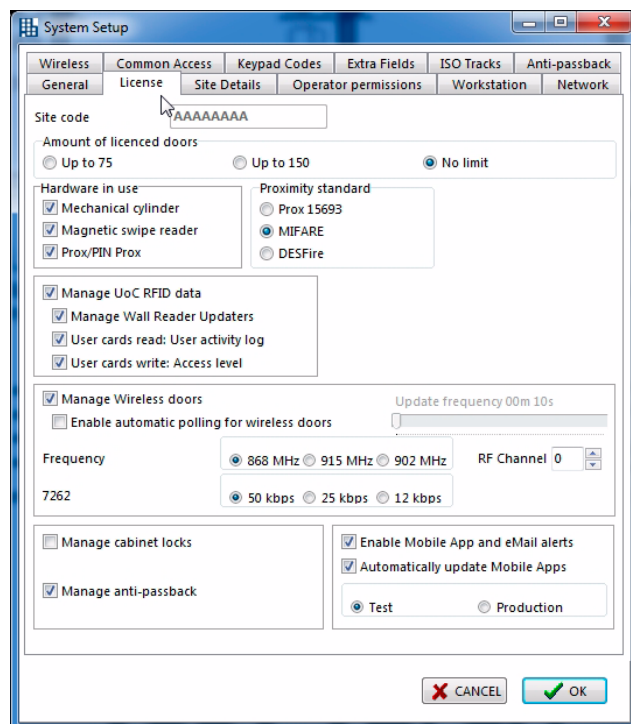 System Setup
Wireless Common Access Keypad Codes Extra Fields ISO Tracks Anti-passback
General License Site Details Operator permissions Workstation Network
Site code AAAAAAAA
Amount of licenced doors
Up to 75 Up to 150 No limit
Hardware in use
Mechanical cylinder
Magnetic swipe reader
Prox/PIN Prox
Proximity standard
Prox 15693
MIFARE
DESFire
Manage UoC RFID data
Manage Wall Reader Updaters
User cards read: User activity log
User cards write: Access level
Manage Wireless doors Update frequency 00m 10s
Enable automatic polling for wireless doors
Frequency 868 MHz 915 MHz 902 MHz RF Channel 0
7262 50 kbps 25 kbps 12 kbps
Manage cabinet locks
Manage anti-passback
Enable Mobile App and eMail alerts
Automatically update Mobile Apps
Test Production
CANCEL OK